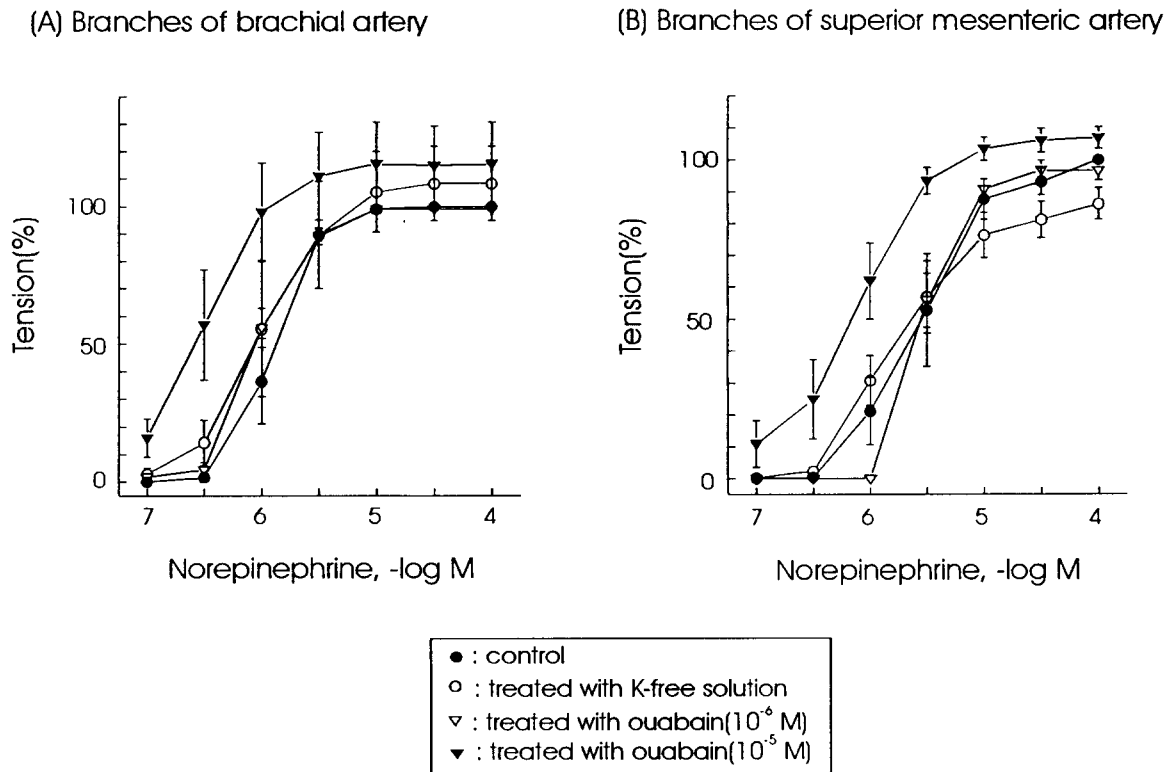 (A) Branches of brachial artery
(B) Branches of superior mesenteric artery
Tension(%)
100
50
0
7 6 5 4
Norepinephrine, -log M
Tension(%)
100
50
0
7 6 5 4
Norepinephrine, -log M
● : control
○ : treated with K-free solution
▽ : treated with ouabain(10⁻⁶ M)
▼ : treated with ouabain(10⁻⁵ M)